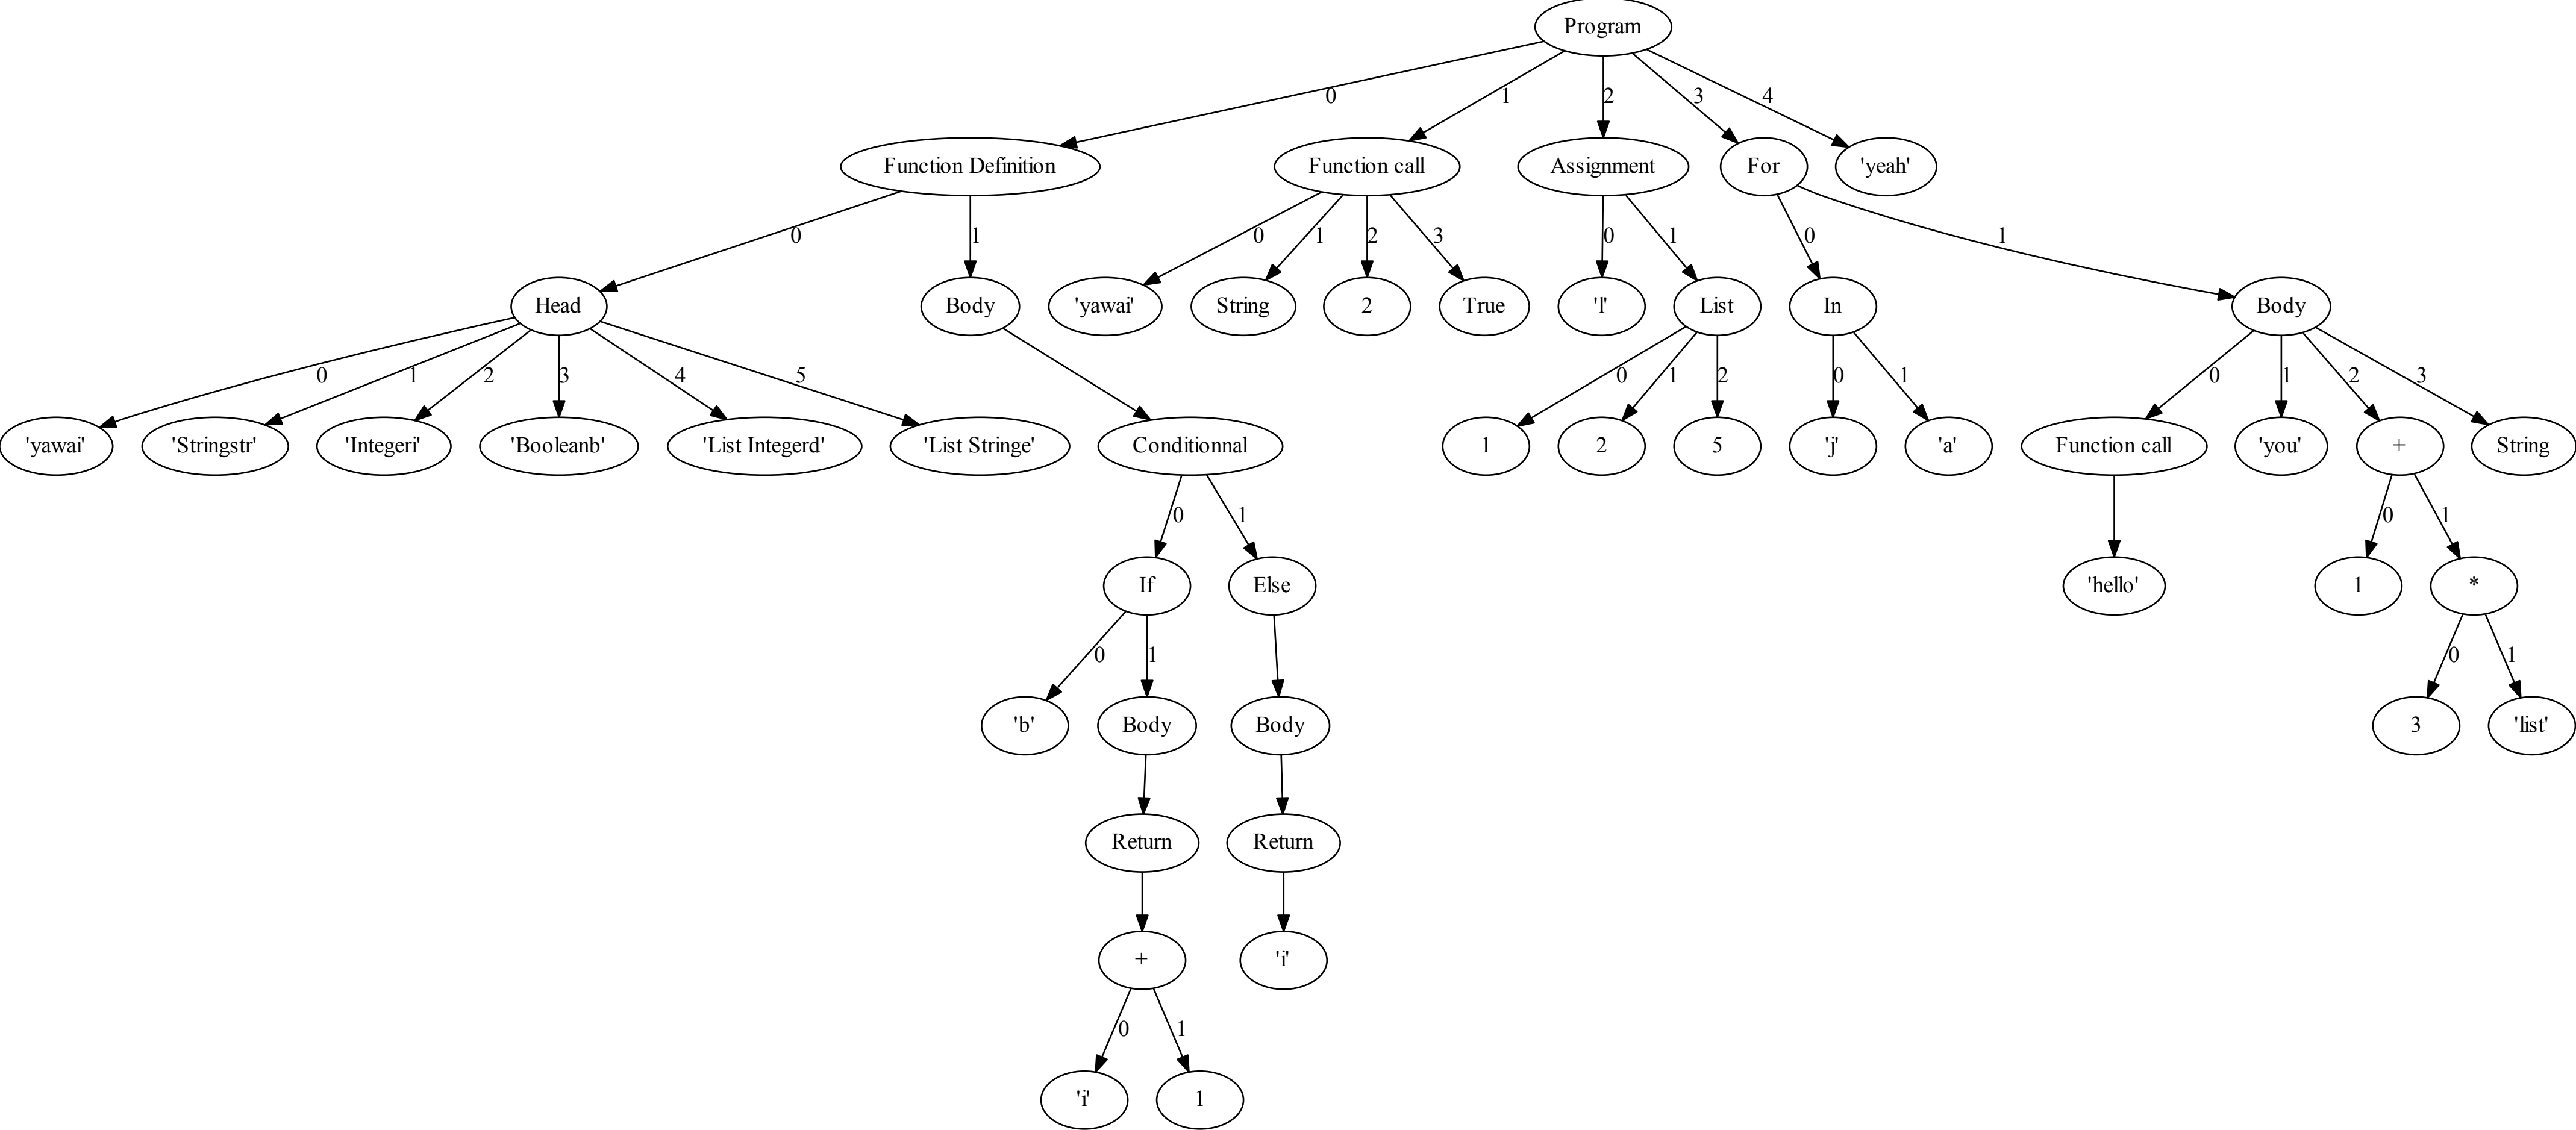 Program
0 1 2 3 4
Function Definition Function call Assignment For 'yeah'
0 1 0 1 2 3 0 1 0 1
Head Body 'yawai' String 2 True 'l' List In Body
0 1 2 3 4 5 0 1 2 0 1 0 1 2 3
'yawai' 'Stringstr' 'Integeri' 'Booleanb' 'List Integerd' 'List Stringe' Conditionnal 1 2 5 'j' 'a' Function call 'you' + String
0 1 0 1
If Else 'hello' 1 *
0 1 0 1
'b' Body Body 3 'list'
Return Return
+ 'i'
0 1
'i' 1